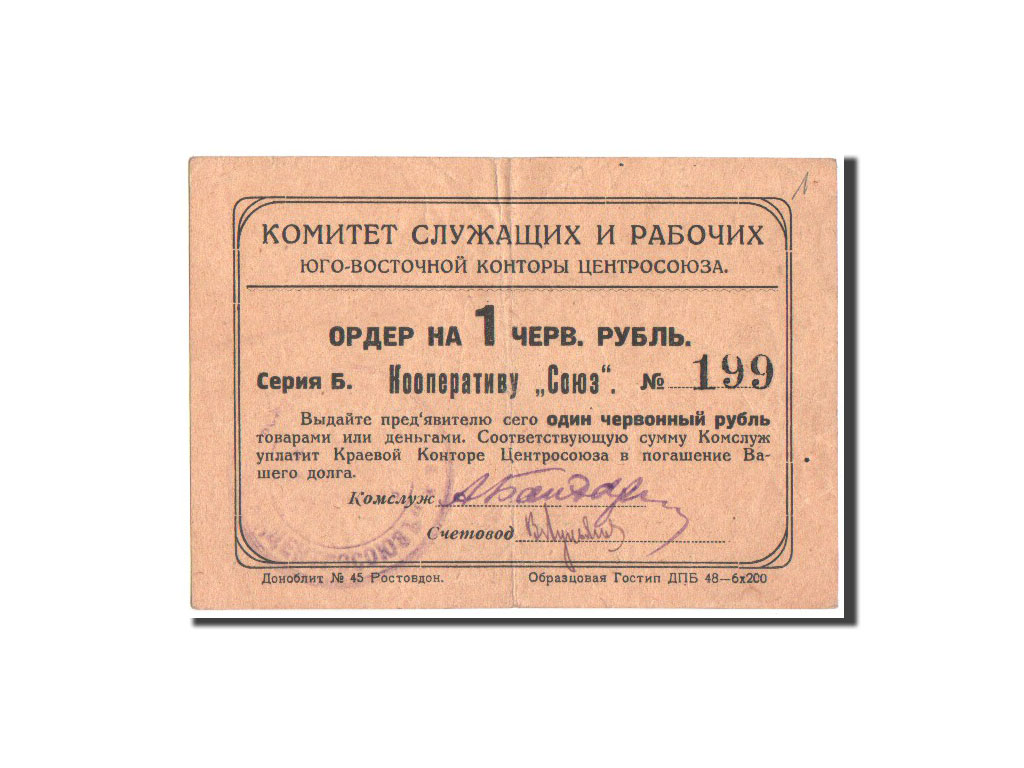 1-
КОМИТЕТ СЛУЖАЩИХ И РАБОЧИХ
ЮГО-ВОСТОЧНОЙ КОНТОРЫ ЦЕНТРОСОЮЗА.
ОРДЕР НА 1 ЧЕРВ. РУБЛЬ.
Серия Б. Кооперативу „Союз“. № 199
Выдайте пред'явителю сего один червонный рубль
товарами или деньгами. Соответствующую сумму Комслуж
уплатит Краевой Конторе Центросоюза в погашение Ва-
шего долга.
Комслуж
Счетовод
Доноблит № 45 Ростовдон. Образцовая Гостип ДПБ 48—6х200